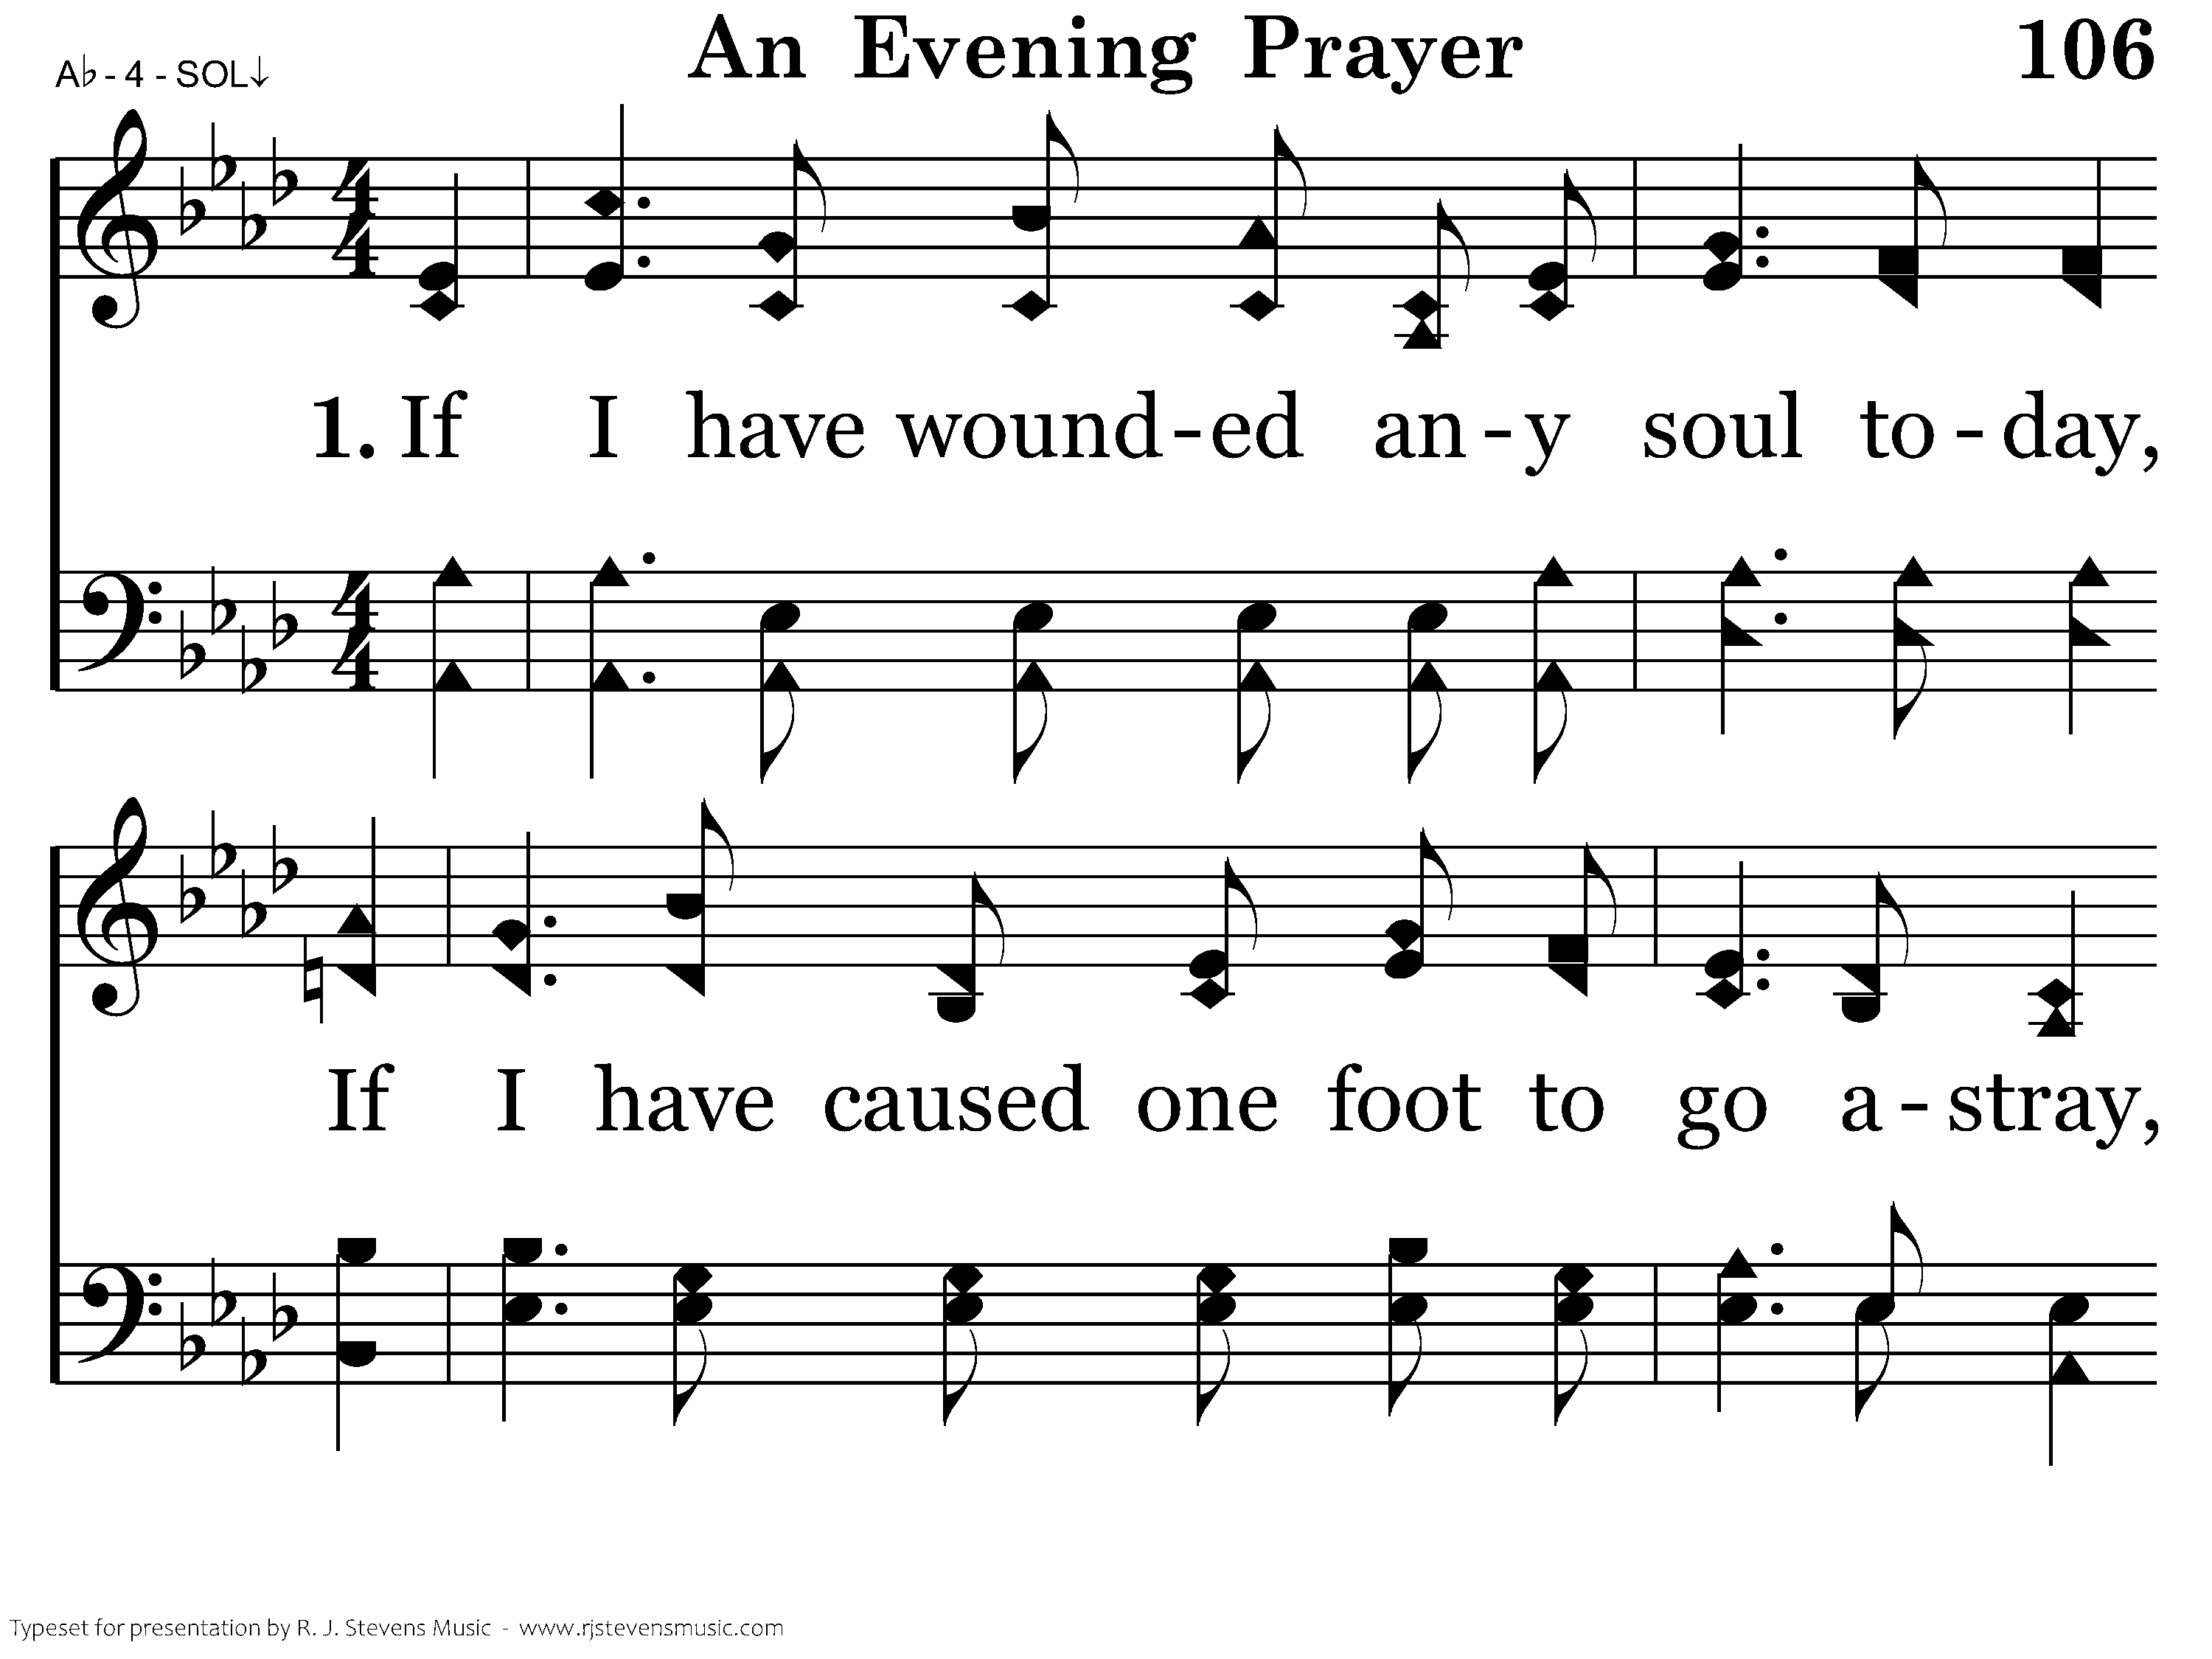 An Evening Prayer 106
A♭ - 4 - SOL↓
1. If I have wound - ed an - y soul to - day,
If I have caused one foot to go a - stray,
Typeset for presentation by R. J. Stevens Music - www.rjstevensmusic.com